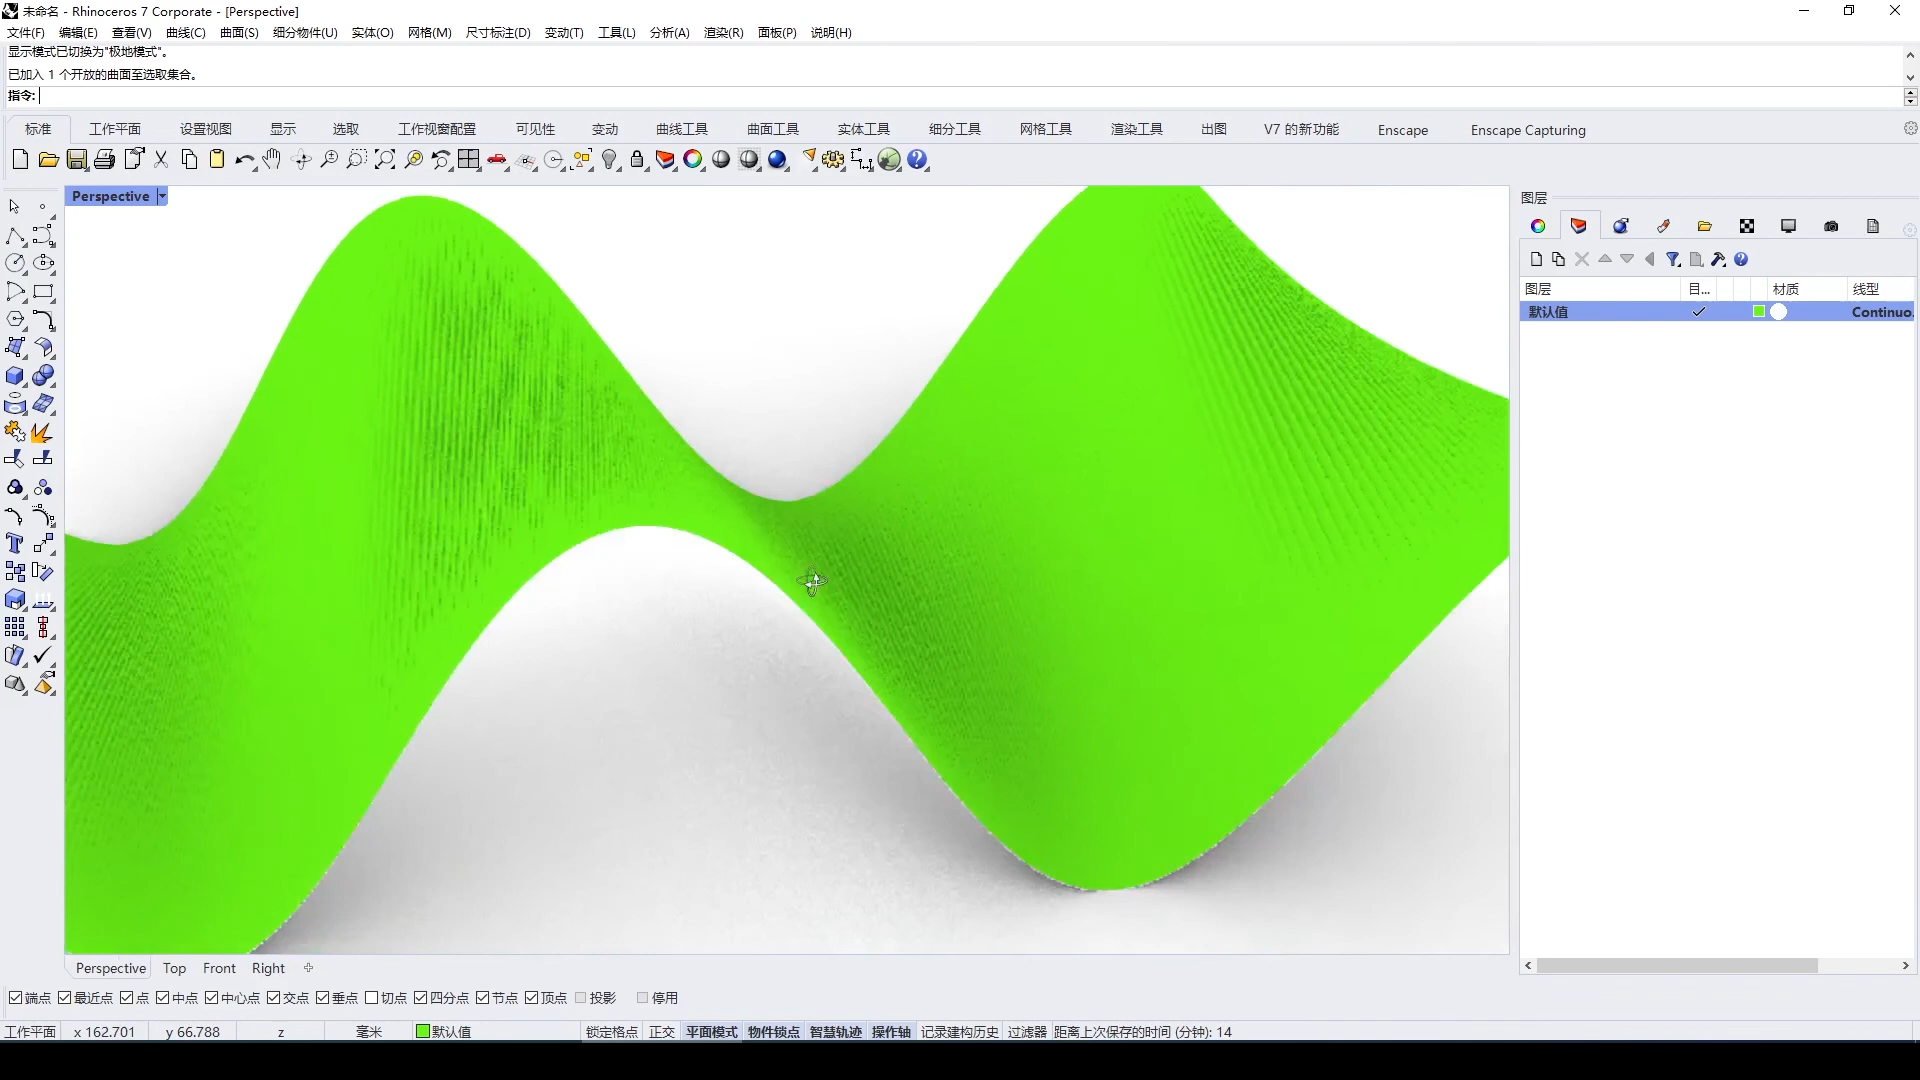 未命名 - Rhinoceros 7 Corporate - [Perspective]
文件(F) 编辑(E) 查看(V) 曲线(C) 曲面(S) 细分物件(U) 实体(O) 网格(M) 尺寸标注(D) 变动(T) 工具(L) 分析(A) 渲染(R) 面板(P) 说明(H)
显示模式已切换为"极地模式"。
已加入 1 个开放的曲面至选取集合。
指令:
标准 工作平面 设置视图 显示 选取 工作视窗配置 可见性 变动 曲线工具 曲面工具 实体工具 细分工具 网格工具 渲染工具 出图 V7 的新功能 Enscape Enscape Capturing
Perspective
图层
图层 目... 材质 线型
默认值 Continuo
Perspective Top Front Right
端点 最近点 点 中点 中心点 交点 垂点 切点 四分点 节点 顶点 投影 停用
工作平面 x 162.701 y 66.788 z 毫米 默认值 锁定格点 正交 平面模式 物件锁点 智慧轨迹 操作轴 记录建构历史 过滤器 距离上次保存的时间 (分钟): 14